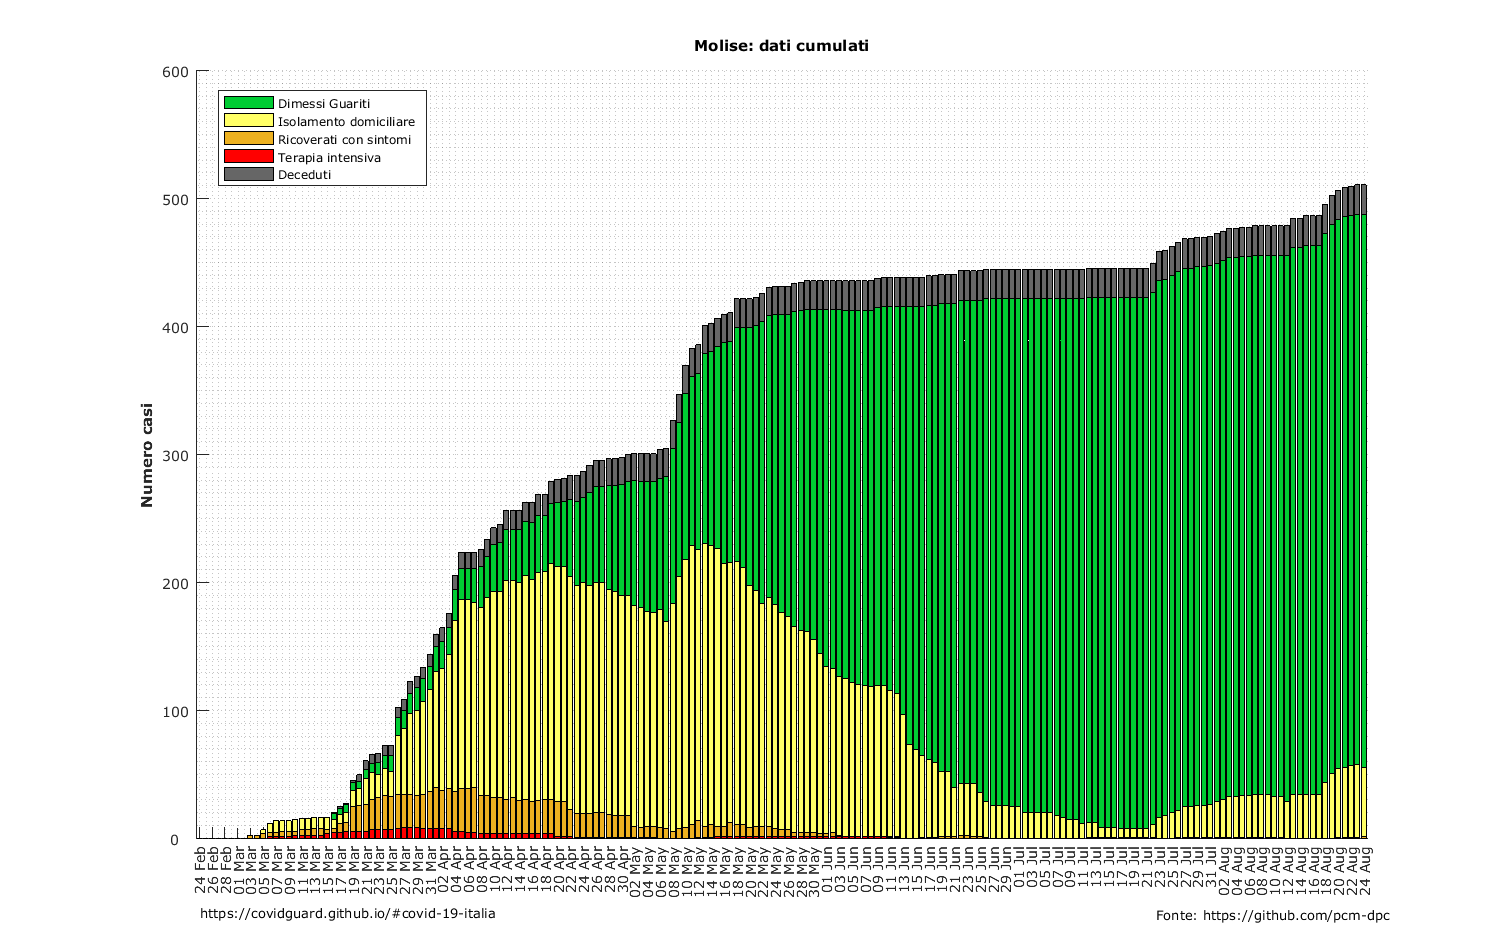 Molise: dati cumulati
600
500
400
300
200
100
0
Numero casi
Dimessi Guariti
Isolamento domiciliare
Ricoverati con sintomi
Terapia intensiva
Deceduti
24 Feb
26 Feb
28 Feb
01 Mar
03 Mar
05 Mar
07 Mar
09 Mar
11 Mar
13 Mar
15 Mar
17 Mar
19 Mar
21 Mar
23 Mar
25 Mar
27 Mar
29 Mar
31 Mar
02 Apr
04 Apr
06 Apr
08 Apr
10 Apr
12 Apr
14 Apr
16 Apr
18 Apr
20 Apr
22 Apr
24 Apr
26 Apr
28 Apr
30 Apr
02 May
04 May
06 May
08 May
10 May
12 May
14 May
16 May
18 May
20 May
22 May
24 May
26 May
28 May
30 May
01 Jun
03 Jun
05 Jun
07 Jun
09 Jun
11 Jun
13 Jun
15 Jun
17 Jun
19 Jun
21 Jun
23 Jun
25 Jun
27 Jun
29 Jun
01 Jul
03 Jul
05 Jul
07 Jul
09 Jul
11 Jul
13 Jul
15 Jul
17 Jul
19 Jul
21 Jul
23 Jul
25 Jul
27 Jul
29 Jul
31 Jul
02 Aug
04 Aug
06 Aug
08 Aug
10 Aug
12 Aug
14 Aug
16 Aug
18 Aug
20 Aug
22 Aug
24 Aug
https://covidguard.github.io/#covid-19-italia
Fonte: https://github.com/pcm-dpc